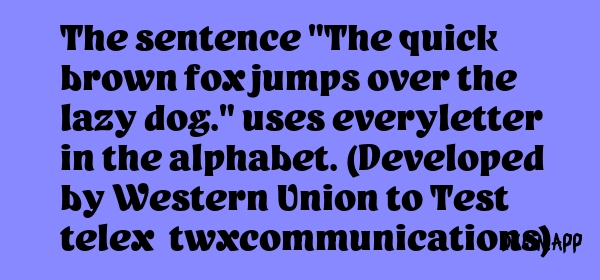 The sentence "The quick
brown fox jumps over the
lazy dog." uses everyletter
in the alphabet. (Developed
by Western Union to Test
telex twxcommunications)